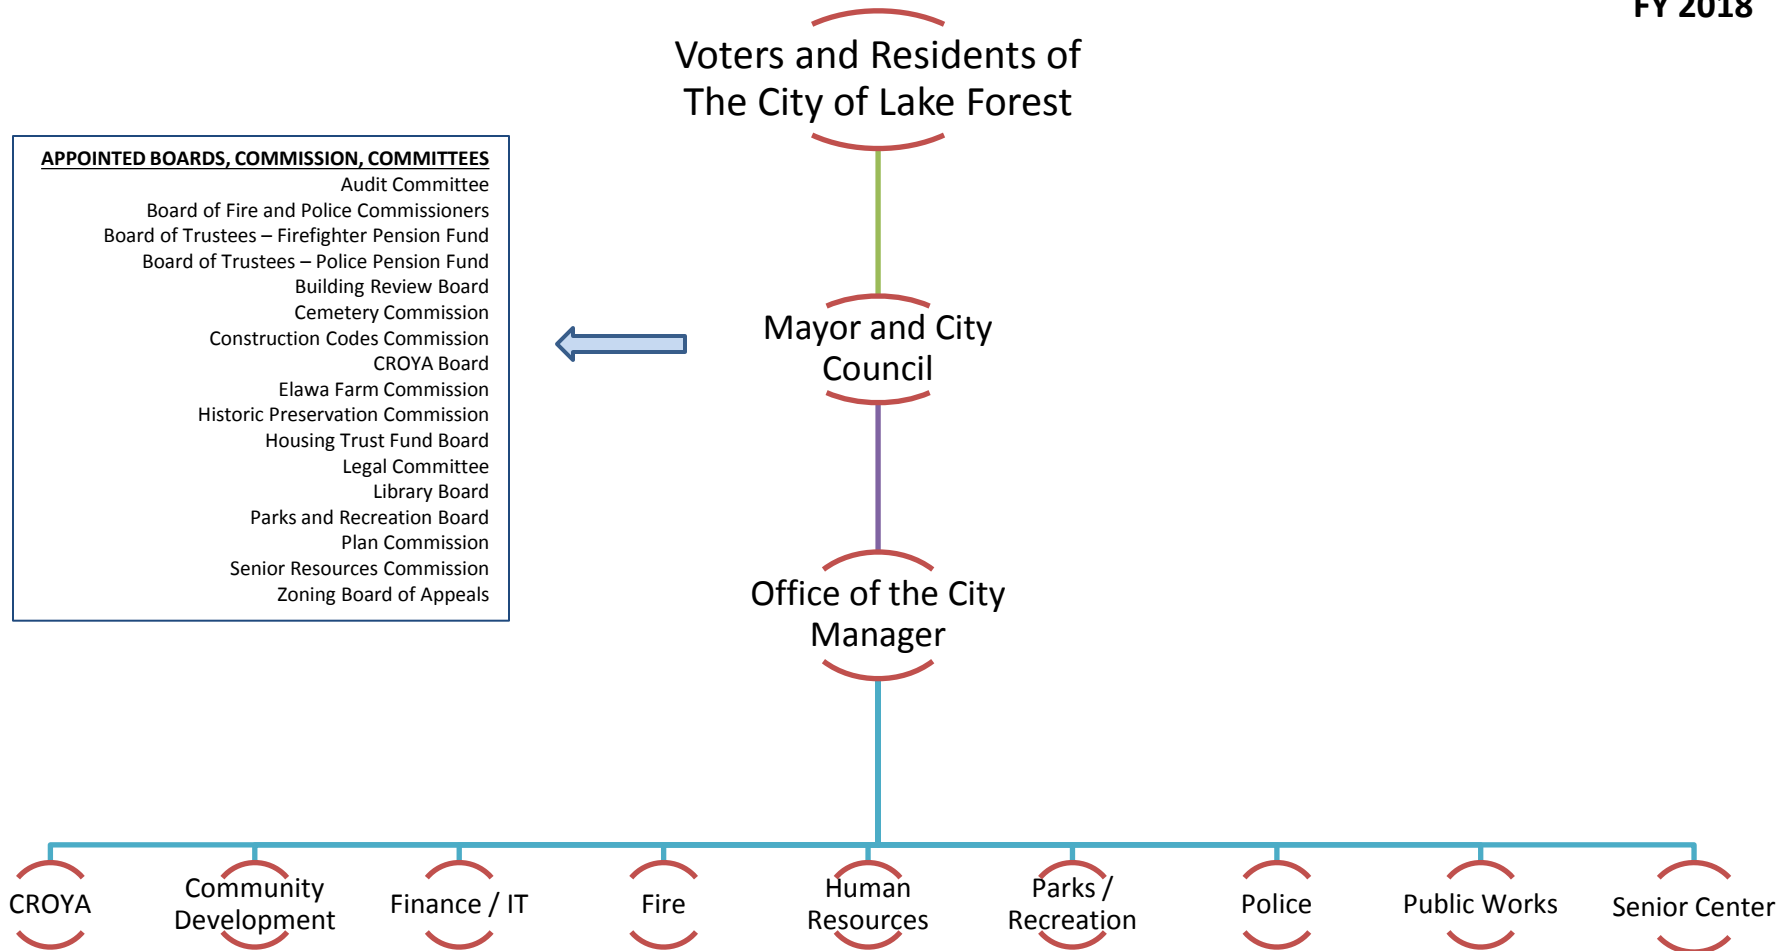 FY 2018
Voters and Residents of
The City of Lake Forest
APPOINTED BOARDS, COMMISSION, COMMITTEES
Audit Committee
Board of Fire and Police Commissioners
Board of Trustees – Firefighter Pension Fund
Board of Trustees – Police Pension Fund
Building Review Board
Cemetery Commission
Construction Codes Commission
CROYA Board
Elawa Farm Commission
Historic Preservation Commission
Housing Trust Fund Board
Legal Committee
Library Board
Parks and Recreation Board
Plan Commission
Senior Resources Commission
Zoning Board of Appeals
Mayor and City
Council
Office of the City
Manager
CROYA
Community
Development
Finance / IT
Fire
Human
Resources
Parks /
Recreation
Police
Public Works
Senior Center